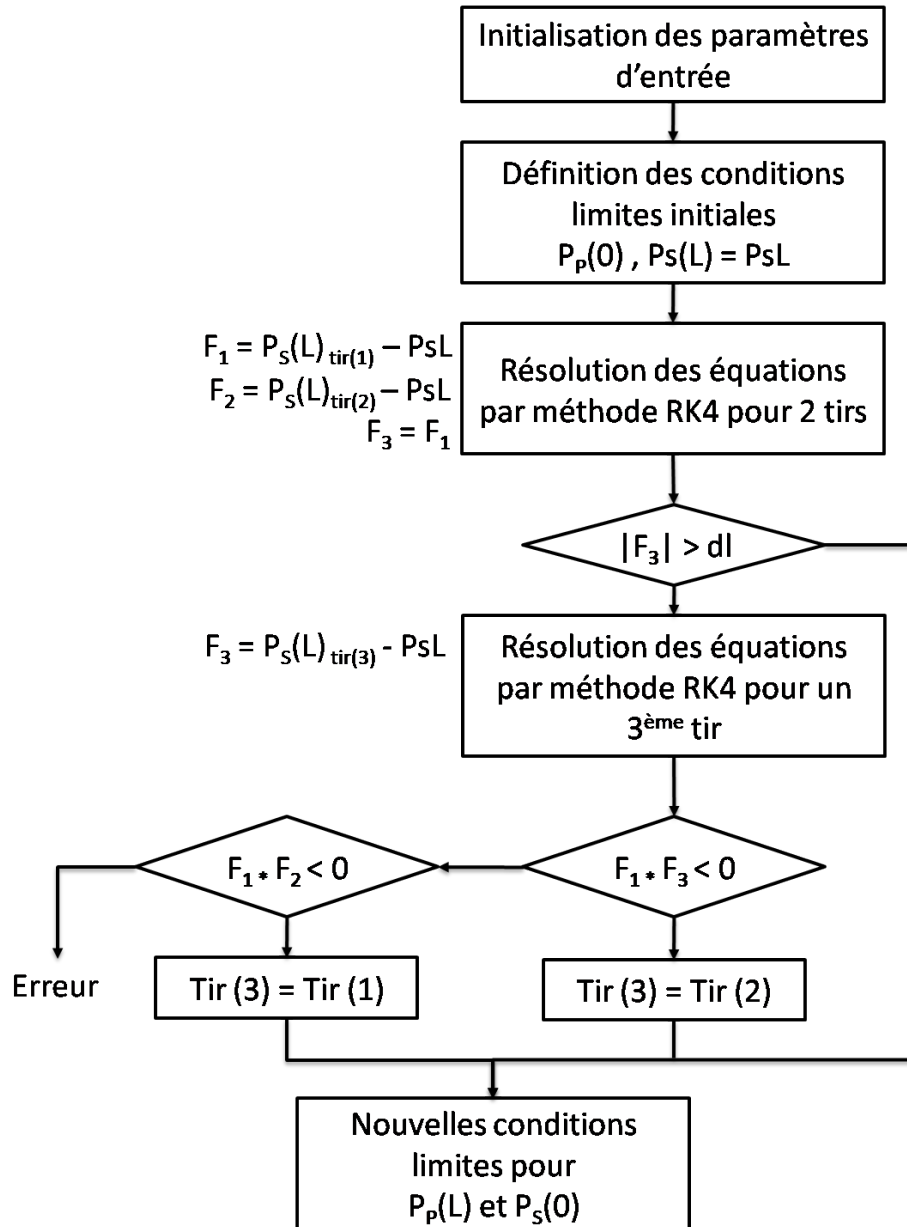 Initialisation des paramètres
d'entrée
Définition des conditions
limites initiales
Pₚ(0) , Ps(L) = PsL
F₁ = Pₛ(L) tir(1) – PsL
F₂ = Pₛ(L)tir(2) – PsL
F₃ = F₁
Résolution des équations
par méthode RK4 pour 2 tirs
|F₃| > dl
F₃ = Pₛ(L) tir(3) - PsL
Résolution des équations
par méthode RK4 pour un
3ème tir
F₁ * F₂ < 0
F₁ * F₃ < 0
Erreur
Tir (3) = Tir (1)
Tir (3) = Tir (2)
Nouvelles conditions
limites pour
Pₚ(L) et Pₛ(0)